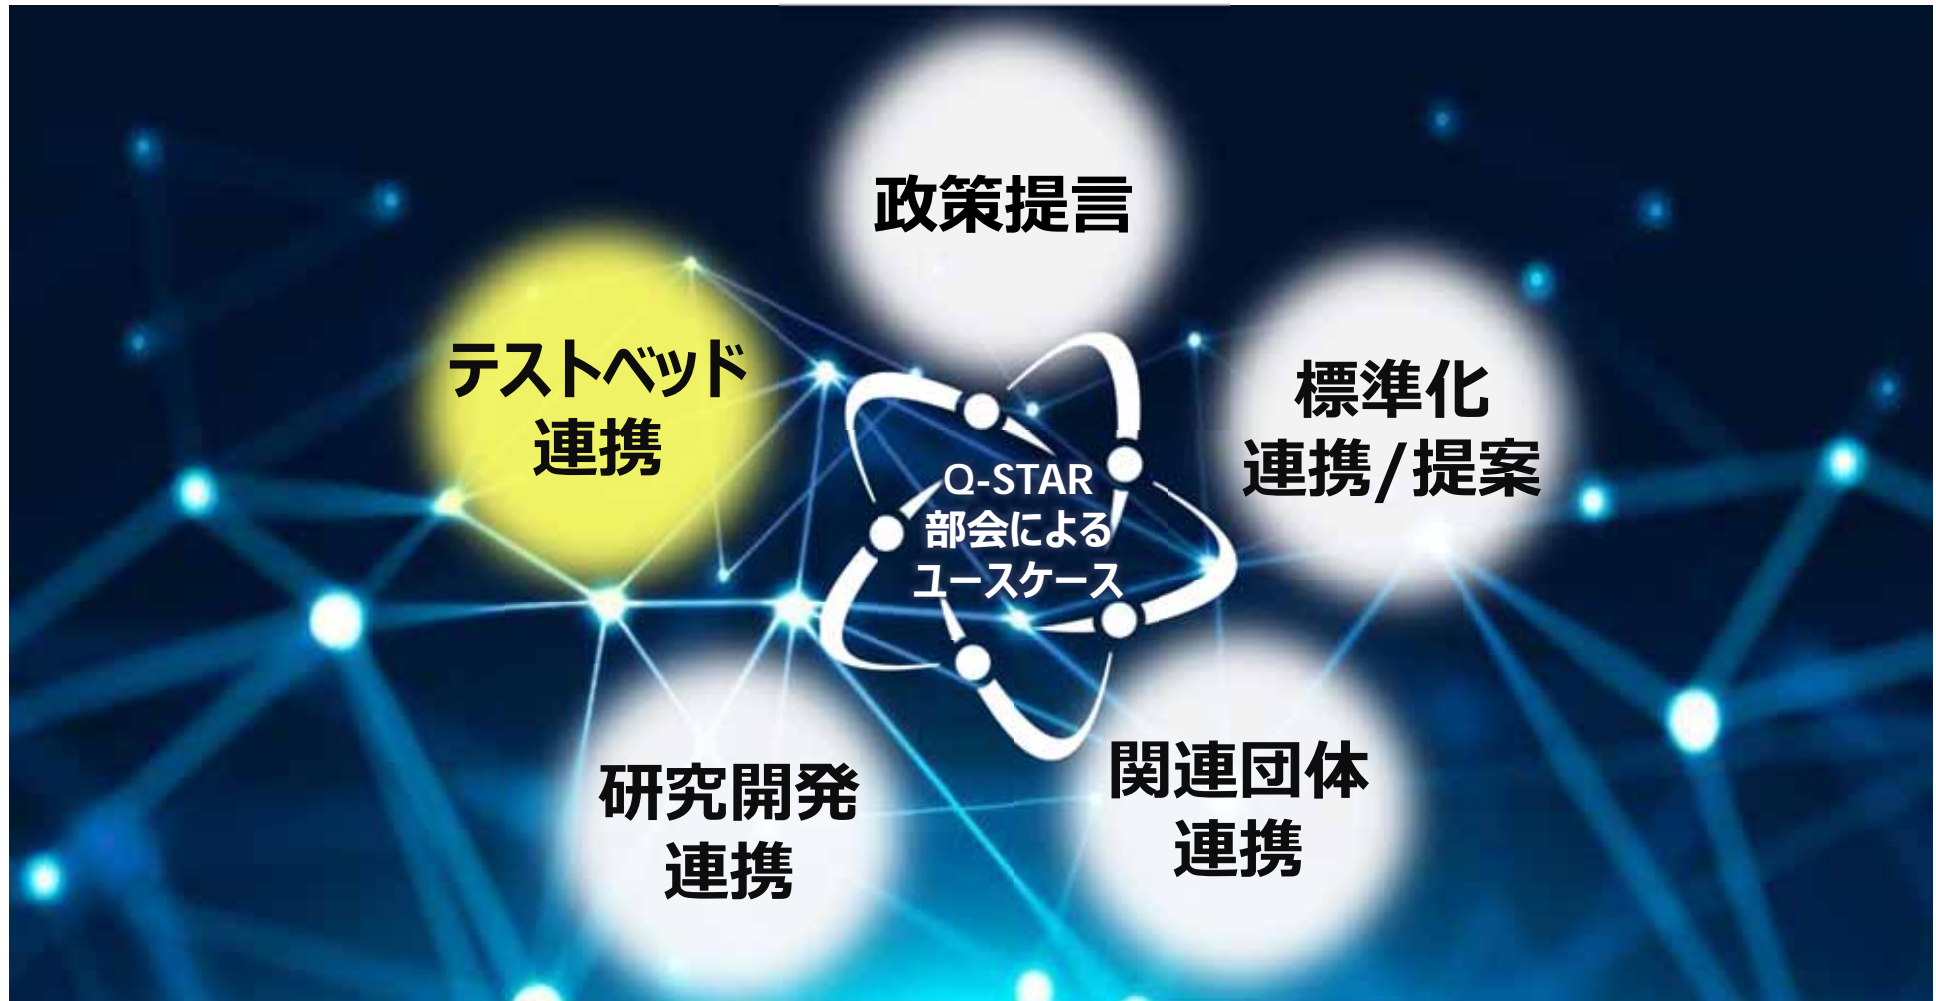 政策提言
テストベッド
連携
標準化
連携/提案
Q-STAR
部会による
ユースケース
研究開発
連携
関連団体
連携